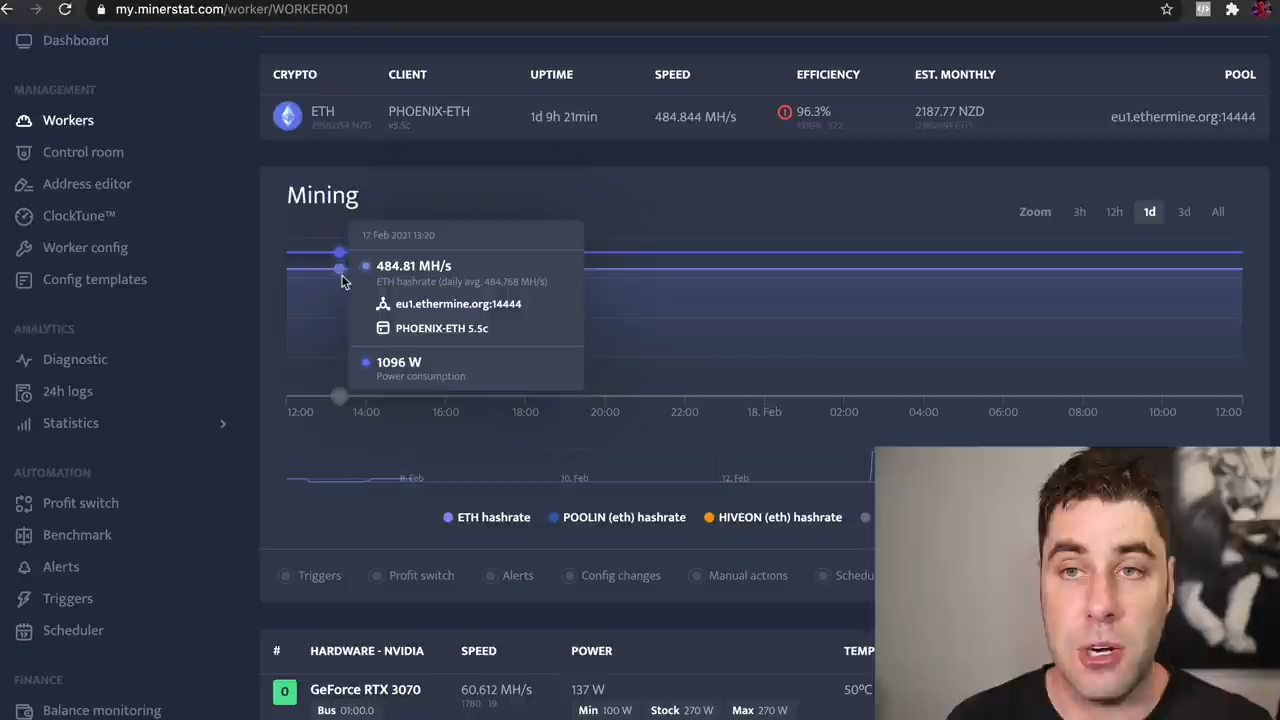 my.minerstat.com/worker/WORKER001
Dashboard
MANAGEMENT
Workers
Control room
Address editor
ClockTune™
Worker config
Config templates
ANALYTICS
Diagnostic
24h logs
Statistics
AUTOMATION
Profit switch
Benchmark
Alerts
Triggers
Scheduler
FINANCE
Balance monitoring
CRYPTO CLIENT UPTIME SPEED EFFICIENCY EST. MONTHLY POOL
ETH PHOENIX-ETH 1d 9h 21min 484.844 MH/s 96.3% 2187.77 NZD eu1.ethermine.org:14444
v5.5c
Mining
Zoom 3h 12h 1d 3d All
17 Feb 2021 13:20
484.81 MH/s
ETH hashrate (daily avg. 484.768 MH/s)
eu1.ethermine.org:14444
PHOENIX-ETH 5.5c
1096 W
Power consumption
12:00 14:00 16:00 18:00 20:00 22:00 18. Feb 02:00 04:00 06:00 08:00 10:00 12:00
8. Feb 10. Feb 12. Feb
ETH hashrate POOLIN (eth) hashrate HIVEON (eth) hashrate
Triggers Profit switch Alerts Config changes Manual actions Schedu
# HARDWARE - NVIDIA SPEED POWER TEMP
0 GeForce RTX 3070 60.612 MH/s 137 W 50°C
1780 19
Bus 01:00.0 Min 100 W Stock 270 W Max 270 W